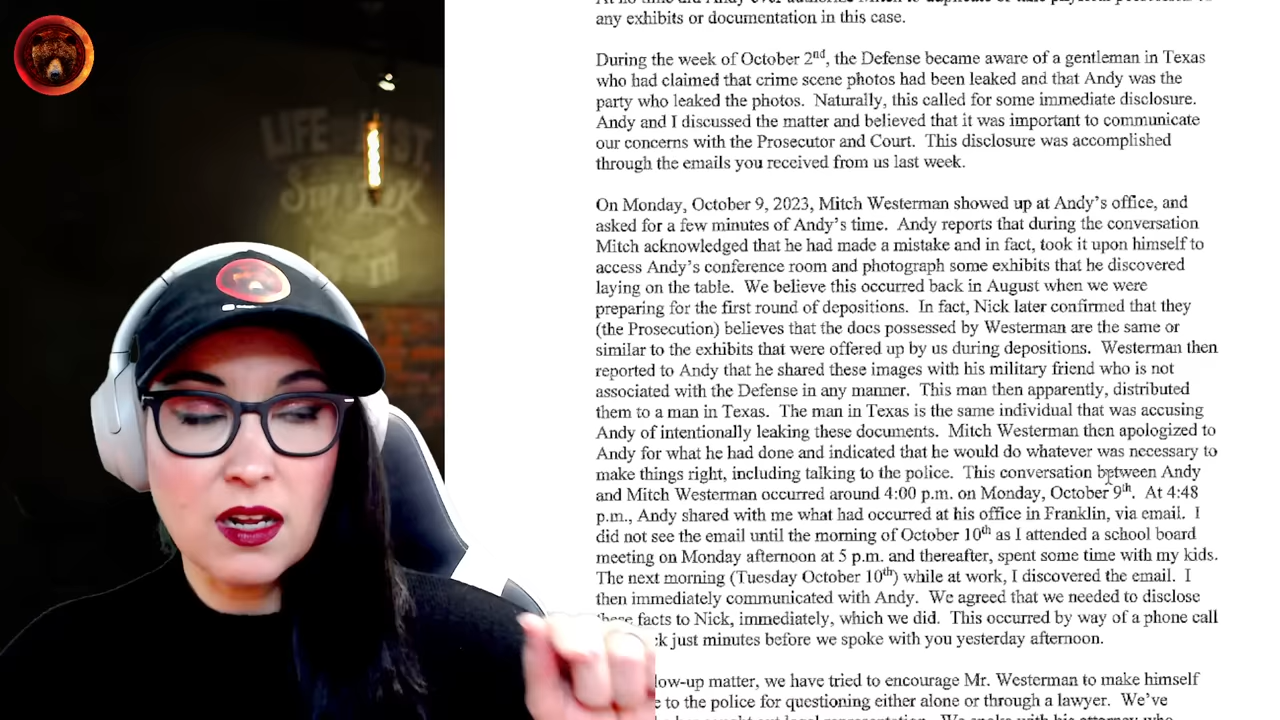 LIFE
any exhibits or documentation in this case.
During the week of October 2nd, the Defense became aware of a gentleman in Texas
who had claimed that crime scene photos had been leaked and that Andy was the
party who leaked the photos. Naturally, this called for some immediate disclosure.
Andy and I discussed the matter and believed that it was important to communicate
our concerns with the Prosecutor and Court. This disclosure was accomplished
through the emails you received from us last week.
On Monday, October 9, 2023, Mitch Westerman showed up at Andy's office, and
asked for a few minutes of Andy's time. Andy reports that during the conversation
Mitch acknowledged that he had made a mistake and in fact, took it upon himself to
access Andy's conference room and photograph some exhibits that he discovered
laying on the table. We believe this occurred back in August when we were
preparing for the first round of depositions. In fact, Nick later confirmed that they
(the Prosecution) believes that the docs possessed by Westerman are the same or
similar to the exhibits that were offered up by us during depositions. Westerman then
reported to Andy that he shared these images with his military friend who is not
associated with the Defense in any manner. This man then apparently, distributed
them to a man in Texas. The man in Texas is the same individual that was accusing
Andy of intentionally leaking these documents. Mitch Westerman then apologized to
Andy for what he had done and indicated that he would do whatever was necessary to
make things right, including talking to the police. This conversation between Andy
and Mitch Westerman occurred around 4:00 p.m. on Monday, October 9th. At 4:48
p.m., Andy shared with me what had occurred at his office in Franklin, via email. I
did not see the email until the morning of October 10th as I attended a school board
meeting on Monday afternoon at 5 p.m. and thereafter, spent some time with my kids.
The next morning (Tuesday October 10th) while at work, I discovered the email. I
then immediately communicated with Andy. We agreed that we needed to disclose
facts to Nick, immediately, which we did. This occurred by way of a phone call
just minutes before we spoke with you yesterday afternoon.
matter, we have tried to encourage Mr. Westerman to make himself
to the police for questioning either alone or through a lawyer. We've